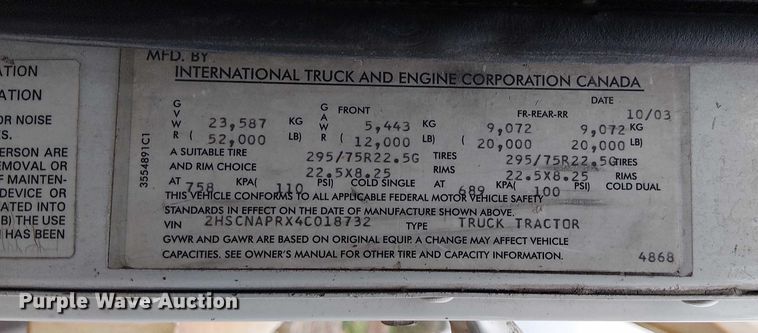 MFD. BY
INTERNATIONAL TRUCK AND ENGINE CORPORATION CANADA
DATE 10/03
GVWR 23,587 KG GAWR FRONT 5,443 KG FR-REAR-RR 9,072 9,072 KG
( 52,000 LB) ( 12,000 LB) ( 20,000 20,000 LB)
A SUITABLE TIRE 295/75R22.5G TIRES 295/75R22.5G TIRES
AND RIM CHOICE 22.5X8.25 RIMS 22.5X8.25 RIMS
AT 758 KPA( 110 PSI) COLD SINGLE AT 689 KPA( 100 PSI) COLD DUAL
THIS VEHICLE CONFORMS TO ALL APPLICABLE FEDERAL MOTOR VEHICLE SAFETY
STANDARDS IN EFFECT ON THE DATE OF MANUFACTURE SHOWN ABOVE.
VIN 2HSCNAPRX4C018732 TYPE TRUCK TRACTOR
GVWR AND GAWR ARE BASED ON ORIGINAL EQUIP. A CHANGE MAY AFFECT VEHICLE
CAPACITIES. SEE OWNER'S MANUAL FOR OTHER TIRE AND CAPACITY INFORMATION. 4868
3554891C1
ATION
ATION
OR NOISE
S.
ERSON ARE
EMOVAL OR
F MAINTEN-
DEVICE OR
ATED INTO
B) THE USE
HAS BEEN
Purple Wave Auction